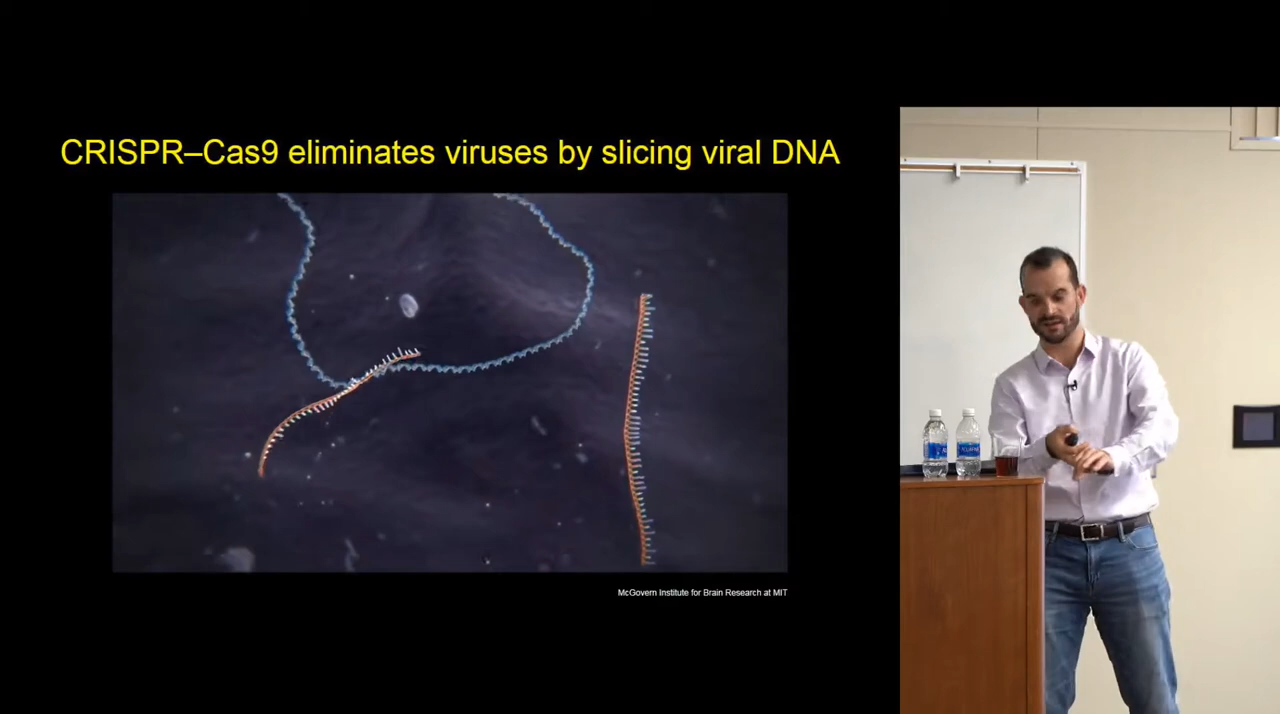 CRISPR–Cas9 eliminates viruses by slicing viral DNA
McGovern Institute for Brain Research at MIT